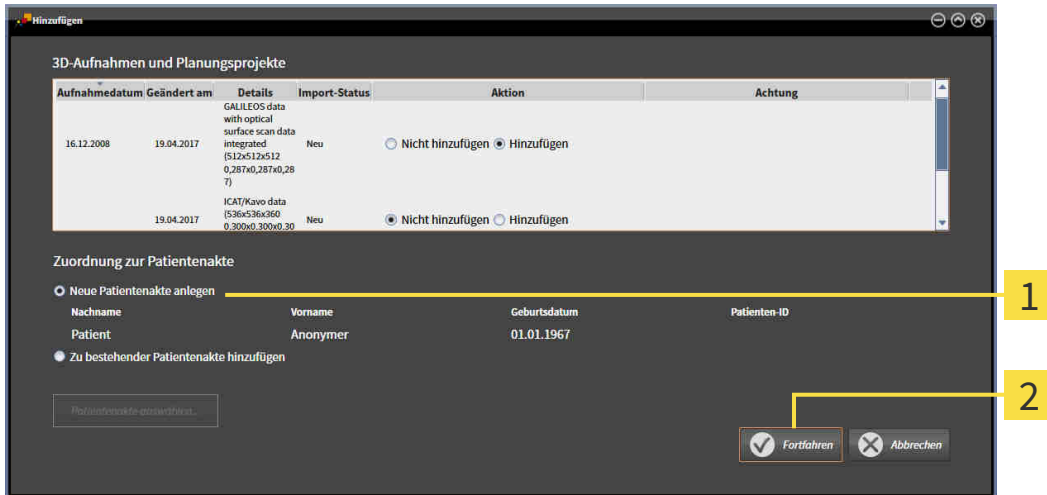 Hinzufügen
3D-Aufnahmen und Planungsprojekte
Aufnahmedatum Geändert am Details Import-Status Aktion Achtung
GALILEOS data
with optical
surface scan data
16.12.2008 19.04.2017 integrated Neu Nicht hinzufügen Hinzufügen
(512x512x512
0,287x0,287x0,28
7)
ICAT/Kavo data
(536x536x360
19.04.2017 0.300x0.300x0.30 Neu Nicht hinzufügen Hinzufügen
Zuordnung zur Patientenakte
Neue Patientenakte anlegen
1
Nachname Vorname Geburtsdatum Patienten-ID
Patient Anonymer 01.01.1967
Zu bestehender Patientenakte hinzufügen
2
Patientenakte auswählen...
Fortfahren Abbrechen